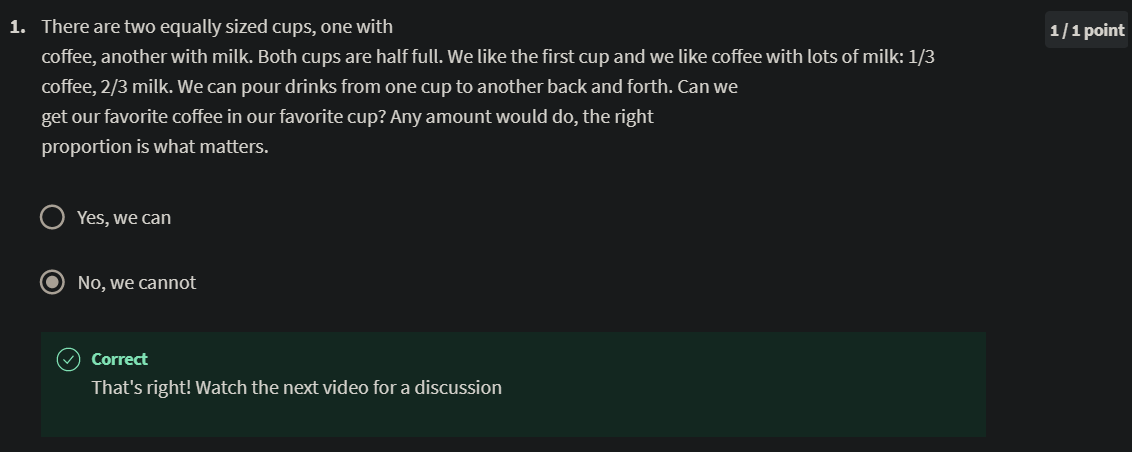 1. There are two equally sized cups, one with
1 / 1 point
coffee, another with milk. Both cups are half full. We like the first cup and we like coffee with lots of milk: 1/3
coffee, 2/3 milk. We can pour drinks from one cup to another back and forth. Can we
get our favorite coffee in our favorite cup? Any amount would do, the right
proportion is what matters.
Yes, we can
No, we cannot
Correct
That's right! Watch the next video for a discussion